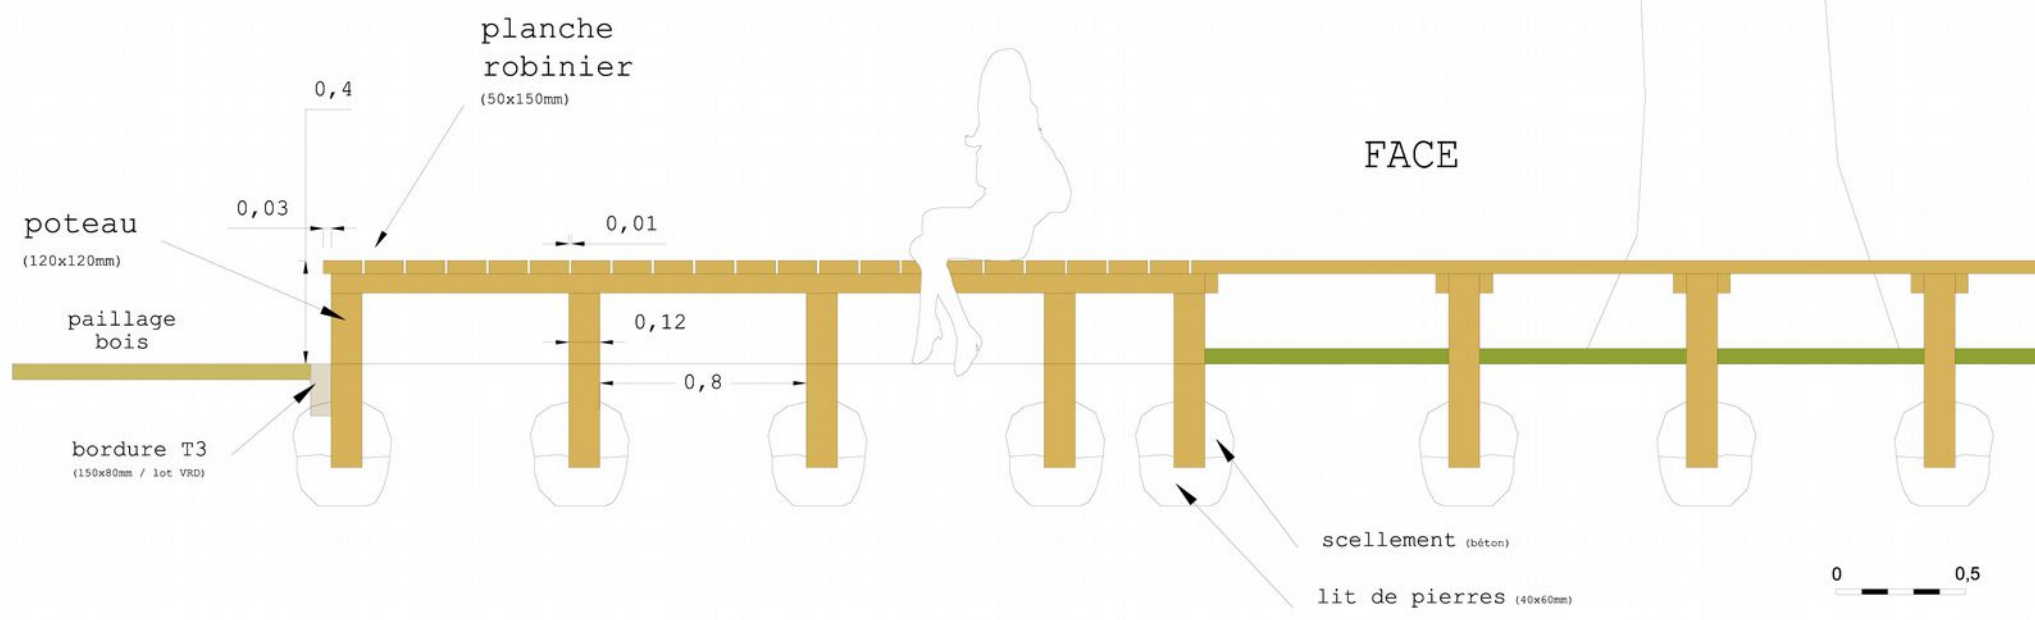 planche
robinier
(50x150mm)
0,4
FACE
0,03
0,01
poteau
(120x120mm)
paillage
bois
0,12
0,8
bordure T3
(150x80mm / lot VRD)
scellement (béton)
lit de pierres (40x60mm)
0 0,5